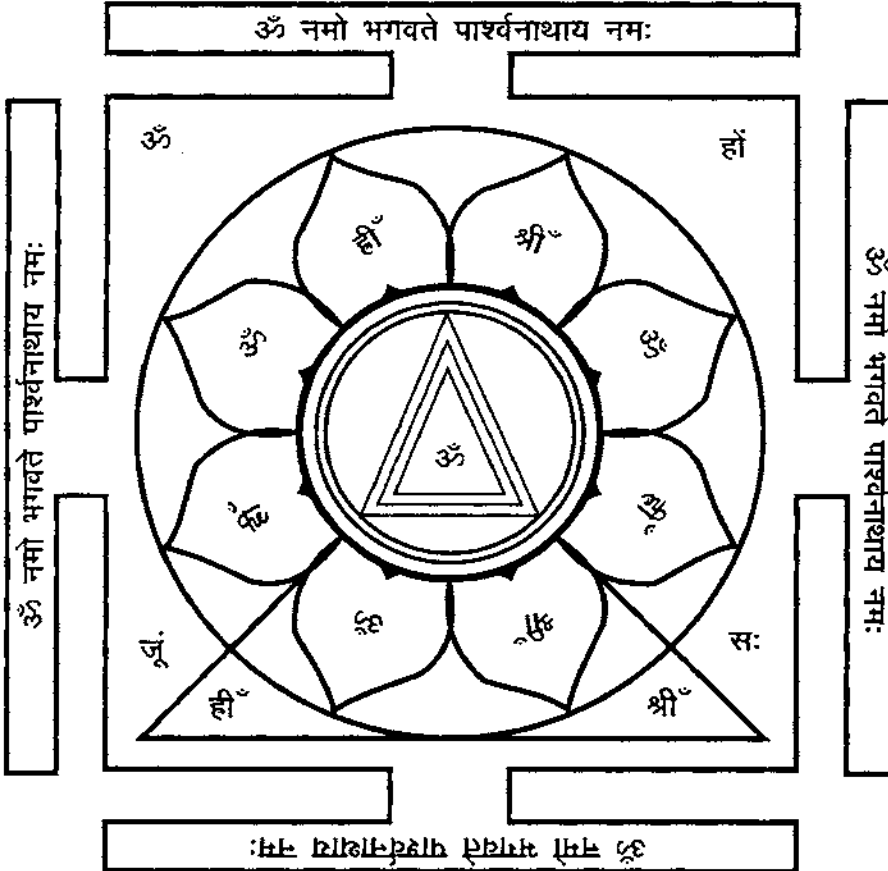 ॐ नमो भगवते पार्श्वनाथाय नमः
ॐ
हों
ह्रीँ
श्रीँ
ॐ
ॐ
ॐ नमो भगवते पार्श्वनाथाय नमः
ॐ नमो भगवते पार्श्वनाथाय नमः
ॐ
श्रीँ
जूं
सः
ह्रीँ
श्रीँ
ॐ नमो भगवते पार्श्वनाथाय नमः